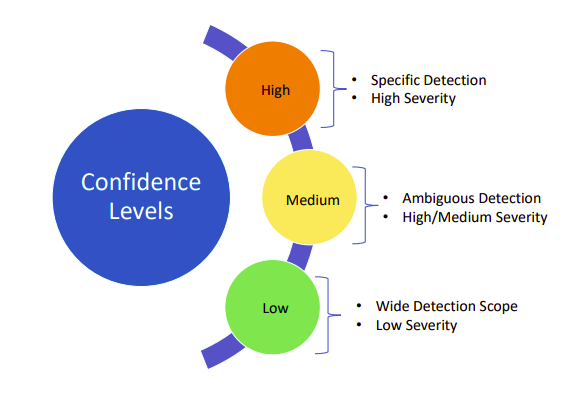 Confidence
Levels
High
• Specific Detection
• High Severity
Medium
• Ambiguous Detection
• High/Medium Severity
Low
• Wide Detection Scope
• Low Severity